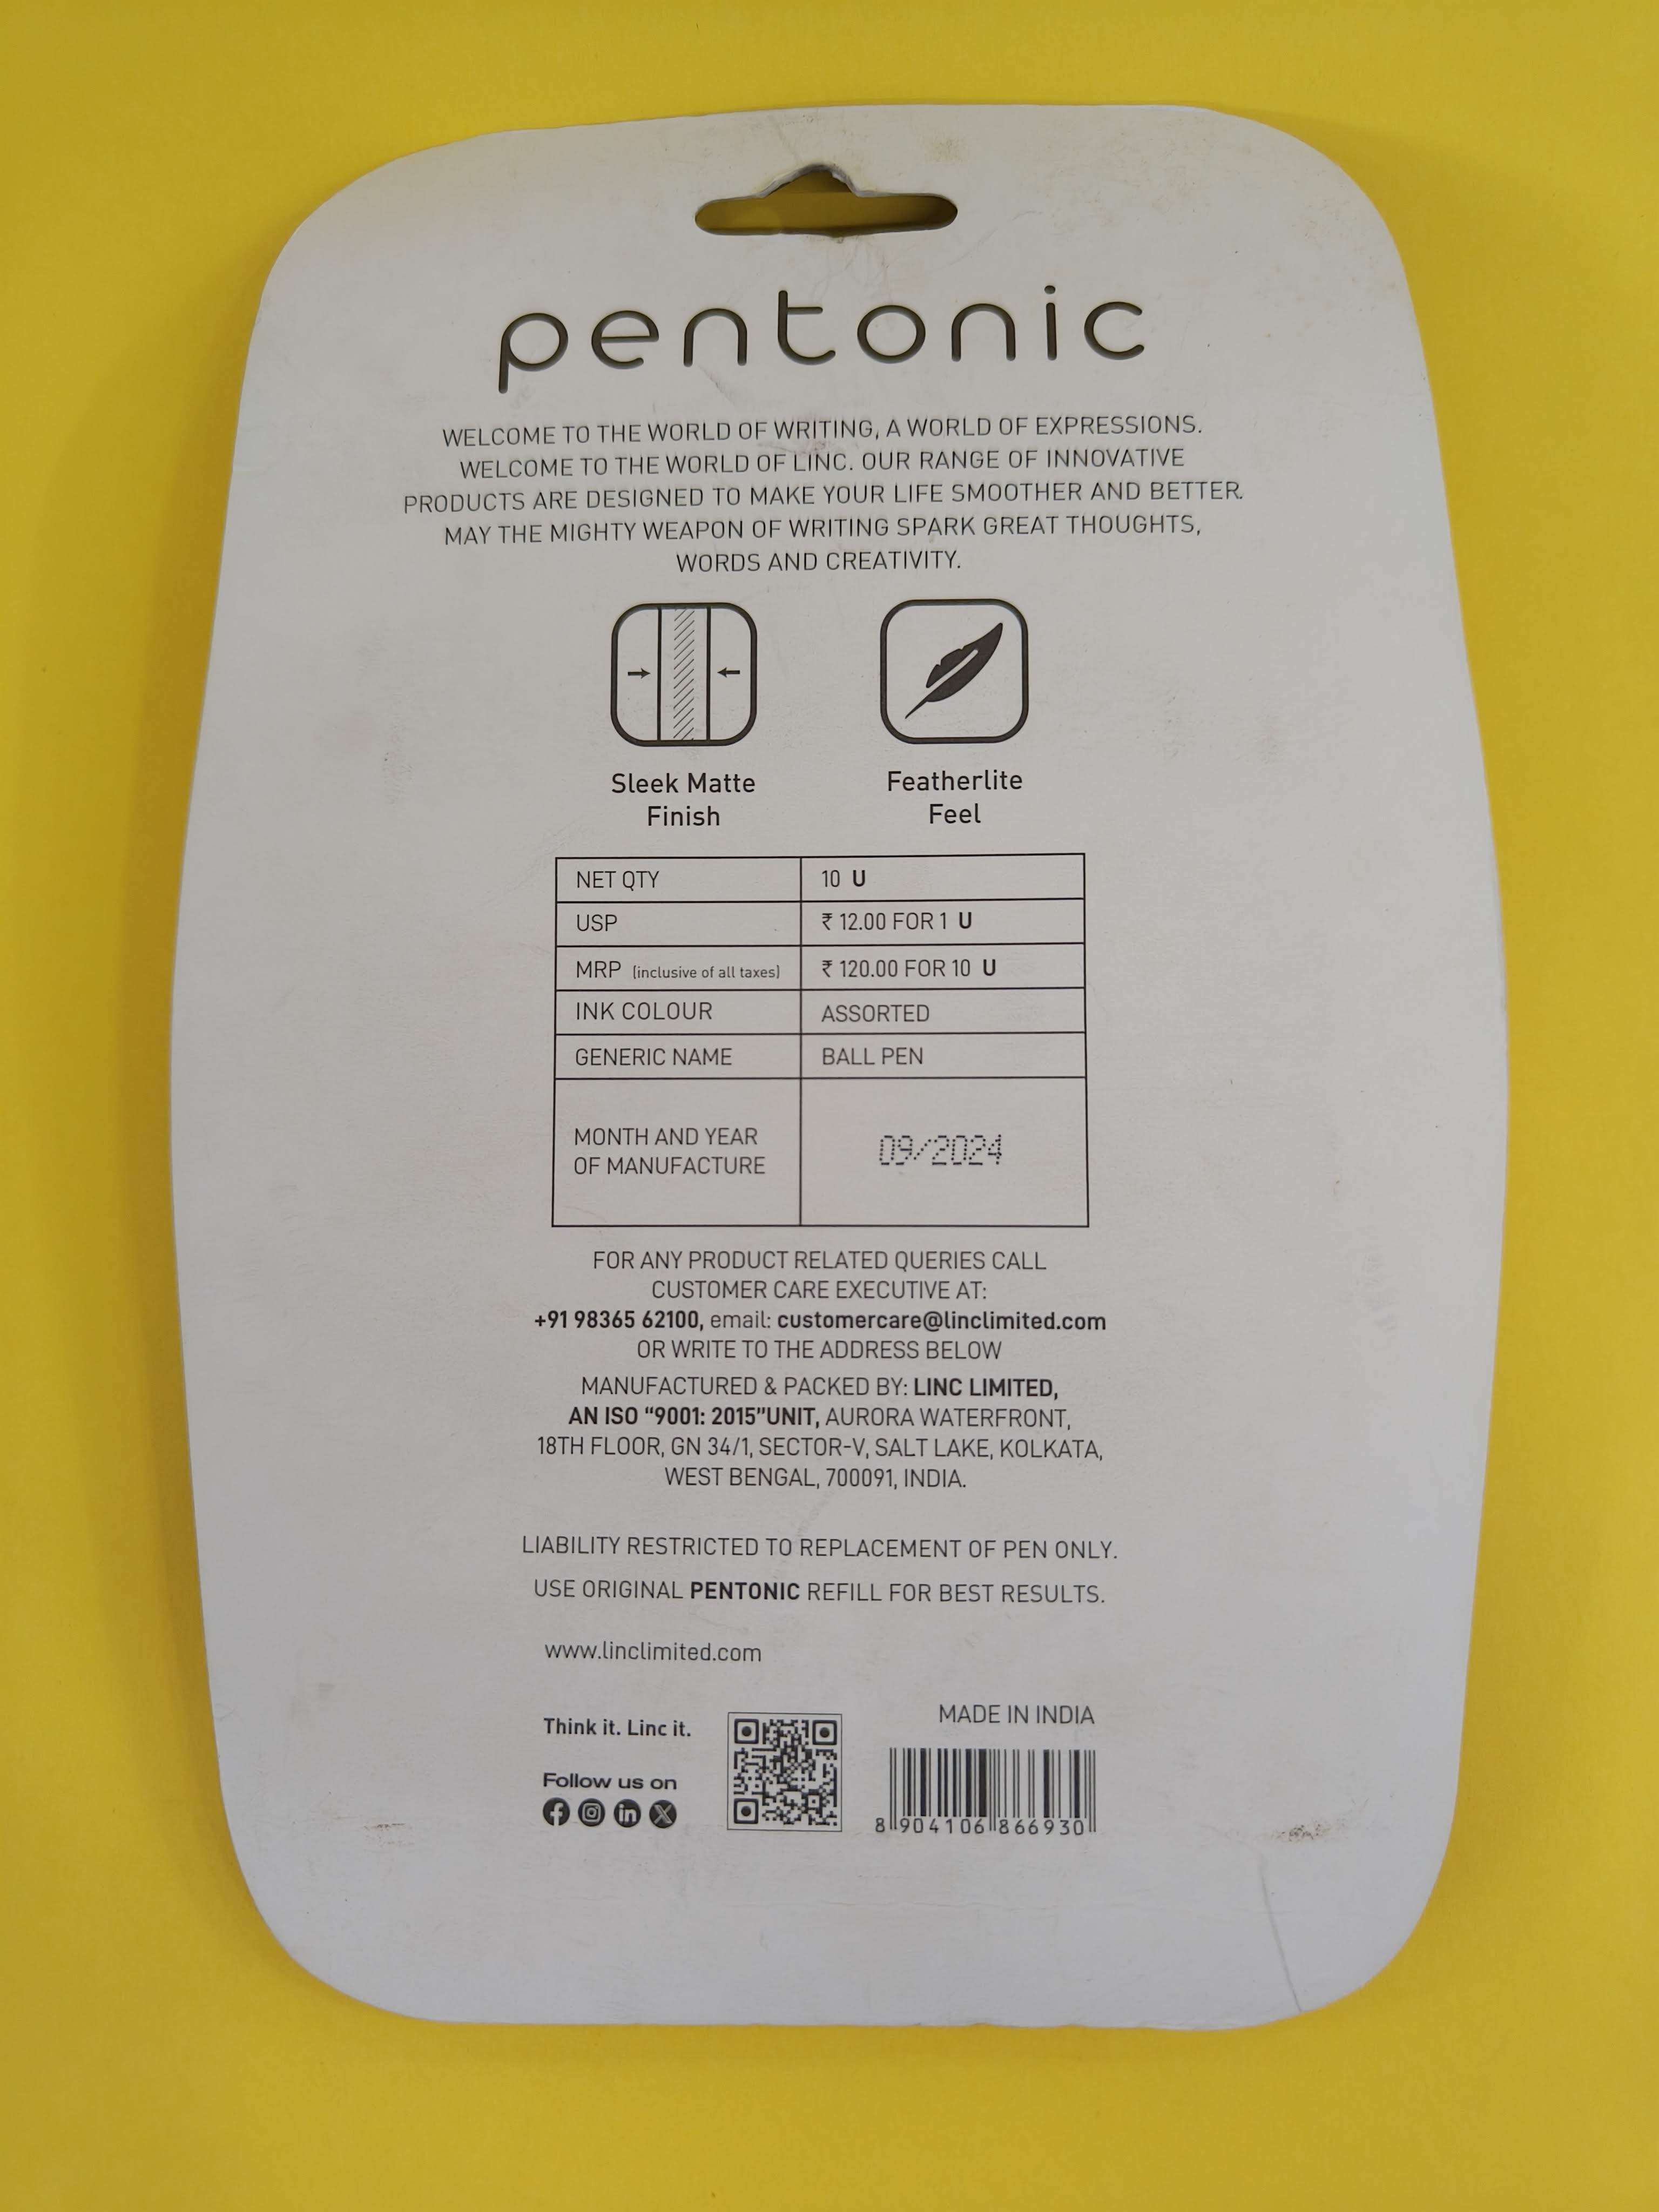 pentonic
WELCOME TO THE WORLD OF WRITING, A WORLD OF EXPRESSIONS.
WELCOME TO THE WORLD OF LINC. OUR RANGE OF INNOVATIVE
PRODUCTS ARE DESIGNED TO MAKE YOUR LIFE SMOOTHER AND BETTER.
MAY THE MIGHTY WEAPON OF WRITING SPARK GREAT THOUGHTS,
WORDS AND CREATIVITY.
Sleek Matte
Finish
Featherlite
Feel
NET QTY 10 U
USP ₹ 12.00 FOR 1 U
MRP (inclusive of all taxes) ₹ 120.00 FOR 10 U
INK COLOUR ASSORTED
GENERIC NAME BALL PEN
MONTH AND YEAR
OF MANUFACTURE
09/2024
FOR ANY PRODUCT RELATED QUERIES CALL
CUSTOMER CARE EXECUTIVE AT:
+91 98365 62100, email: customercare@linclimited.com
OR WRITE TO THE ADDRESS BELOW
MANUFACTURED & PACKED BY: LINC LIMITED,
AN ISO “9001: 2015”UNIT, AURORA WATERFRONT,
18TH FLOOR, GN 34/1, SECTOR-V, SALT LAKE, KOLKATA,
WEST BENGAL, 700091, INDIA.
LIABILITY RESTRICTED TO REPLACEMENT OF PEN ONLY.
USE ORIGINAL PENTONIC REFILL FOR BEST RESULTS.
www.linclimited.com
Think it. Linc it.
Follow us on
MADE IN INDIA
8 904106 866930